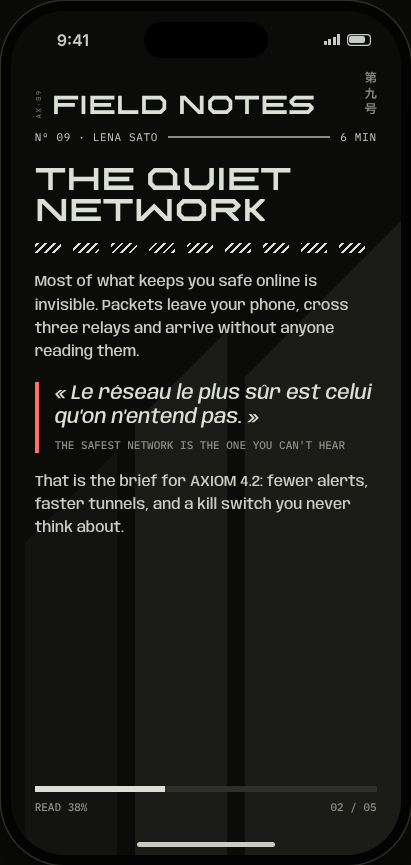 9:41
AX-09
FIELD NOTES
第九号
Nº 09 · LENA SATO
6 MIN
THE QUIET
NETWORK
Most of what keeps you safe online is
invisible. Packets leave your phone, cross
three relays and arrive without anyone
reading them.
« Le réseau le plus sûr est celui
qu'on n'entend pas. »
THE SAFEST NETWORK IS THE ONE YOU CAN'T HEAR
That is the brief for AXIOM 4.2: fewer alerts,
faster tunnels, and a kill switch you never
think about.
READ 38%
02 / 05